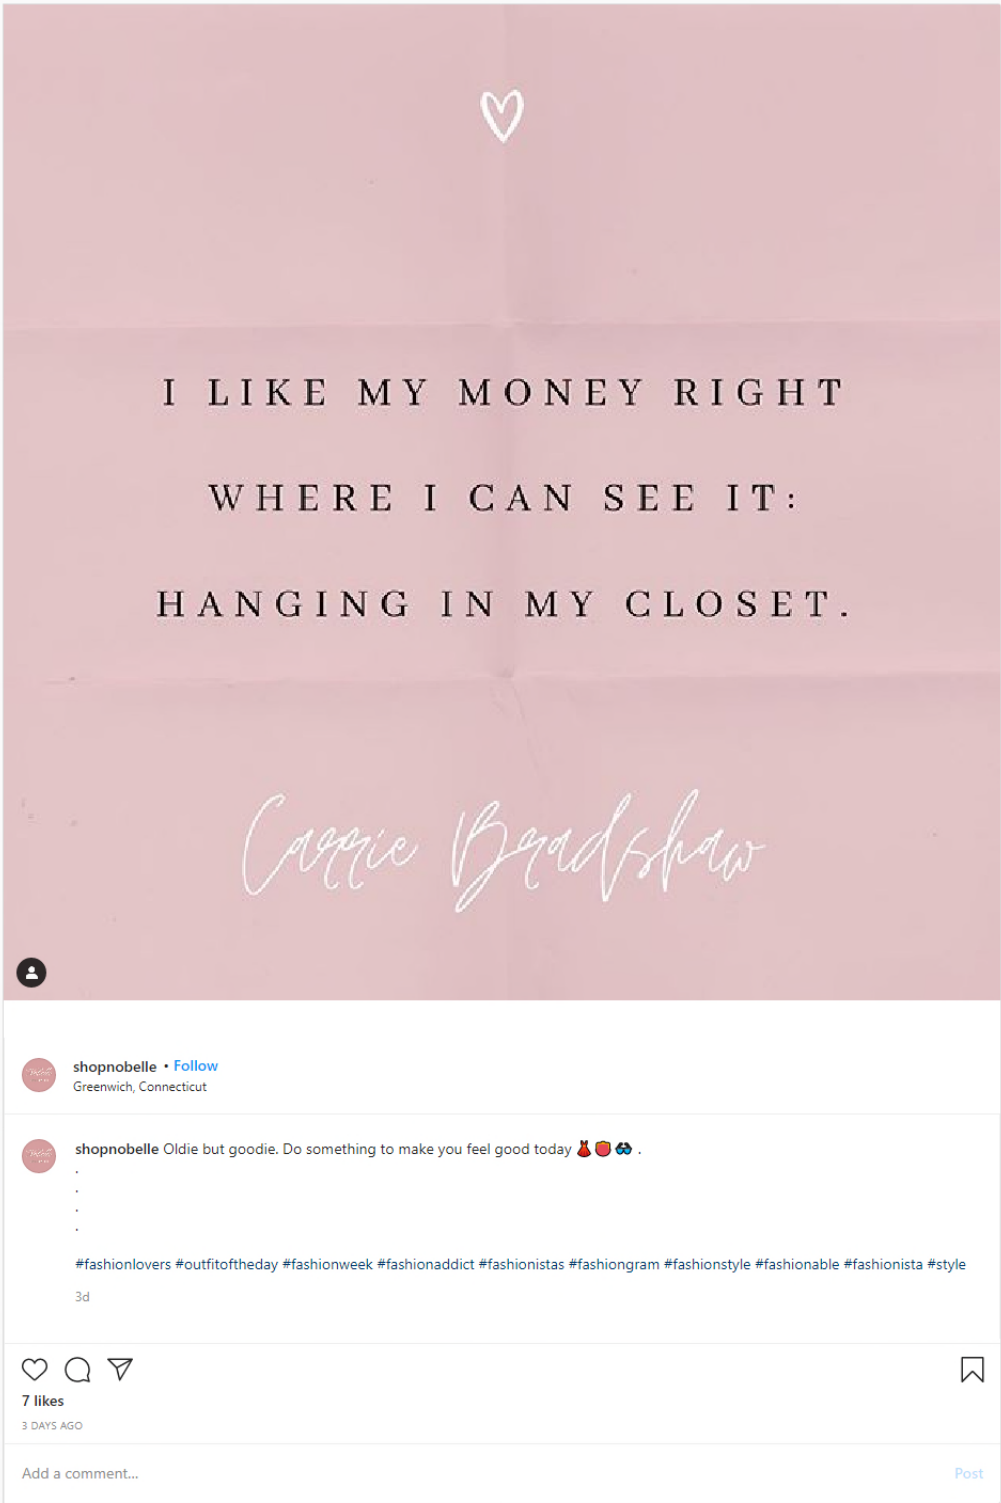 I LIKE MY MONEY RIGHT
WHERE I CAN SEE IT:
HANGING IN MY CLOSET.
Carrie Bradshaw
shopnobelle • Follow
Greenwich, Connecticut
shopnobelle Oldie but goodie. Do something to make you feel good today 👗👛👓 .
.
.
.
.
#fashionlovers #outfitoftheday #fashionweek #fashionaddict #fashionistas #fashiongram #fashionstyle #fashionable #fashionista #style
3d
7 likes
3 DAYS AGO
Add a comment...
Post